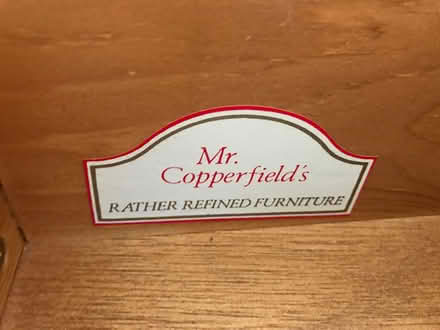 Mr.
Copperfield's
RATHER REFINED FURNITURE